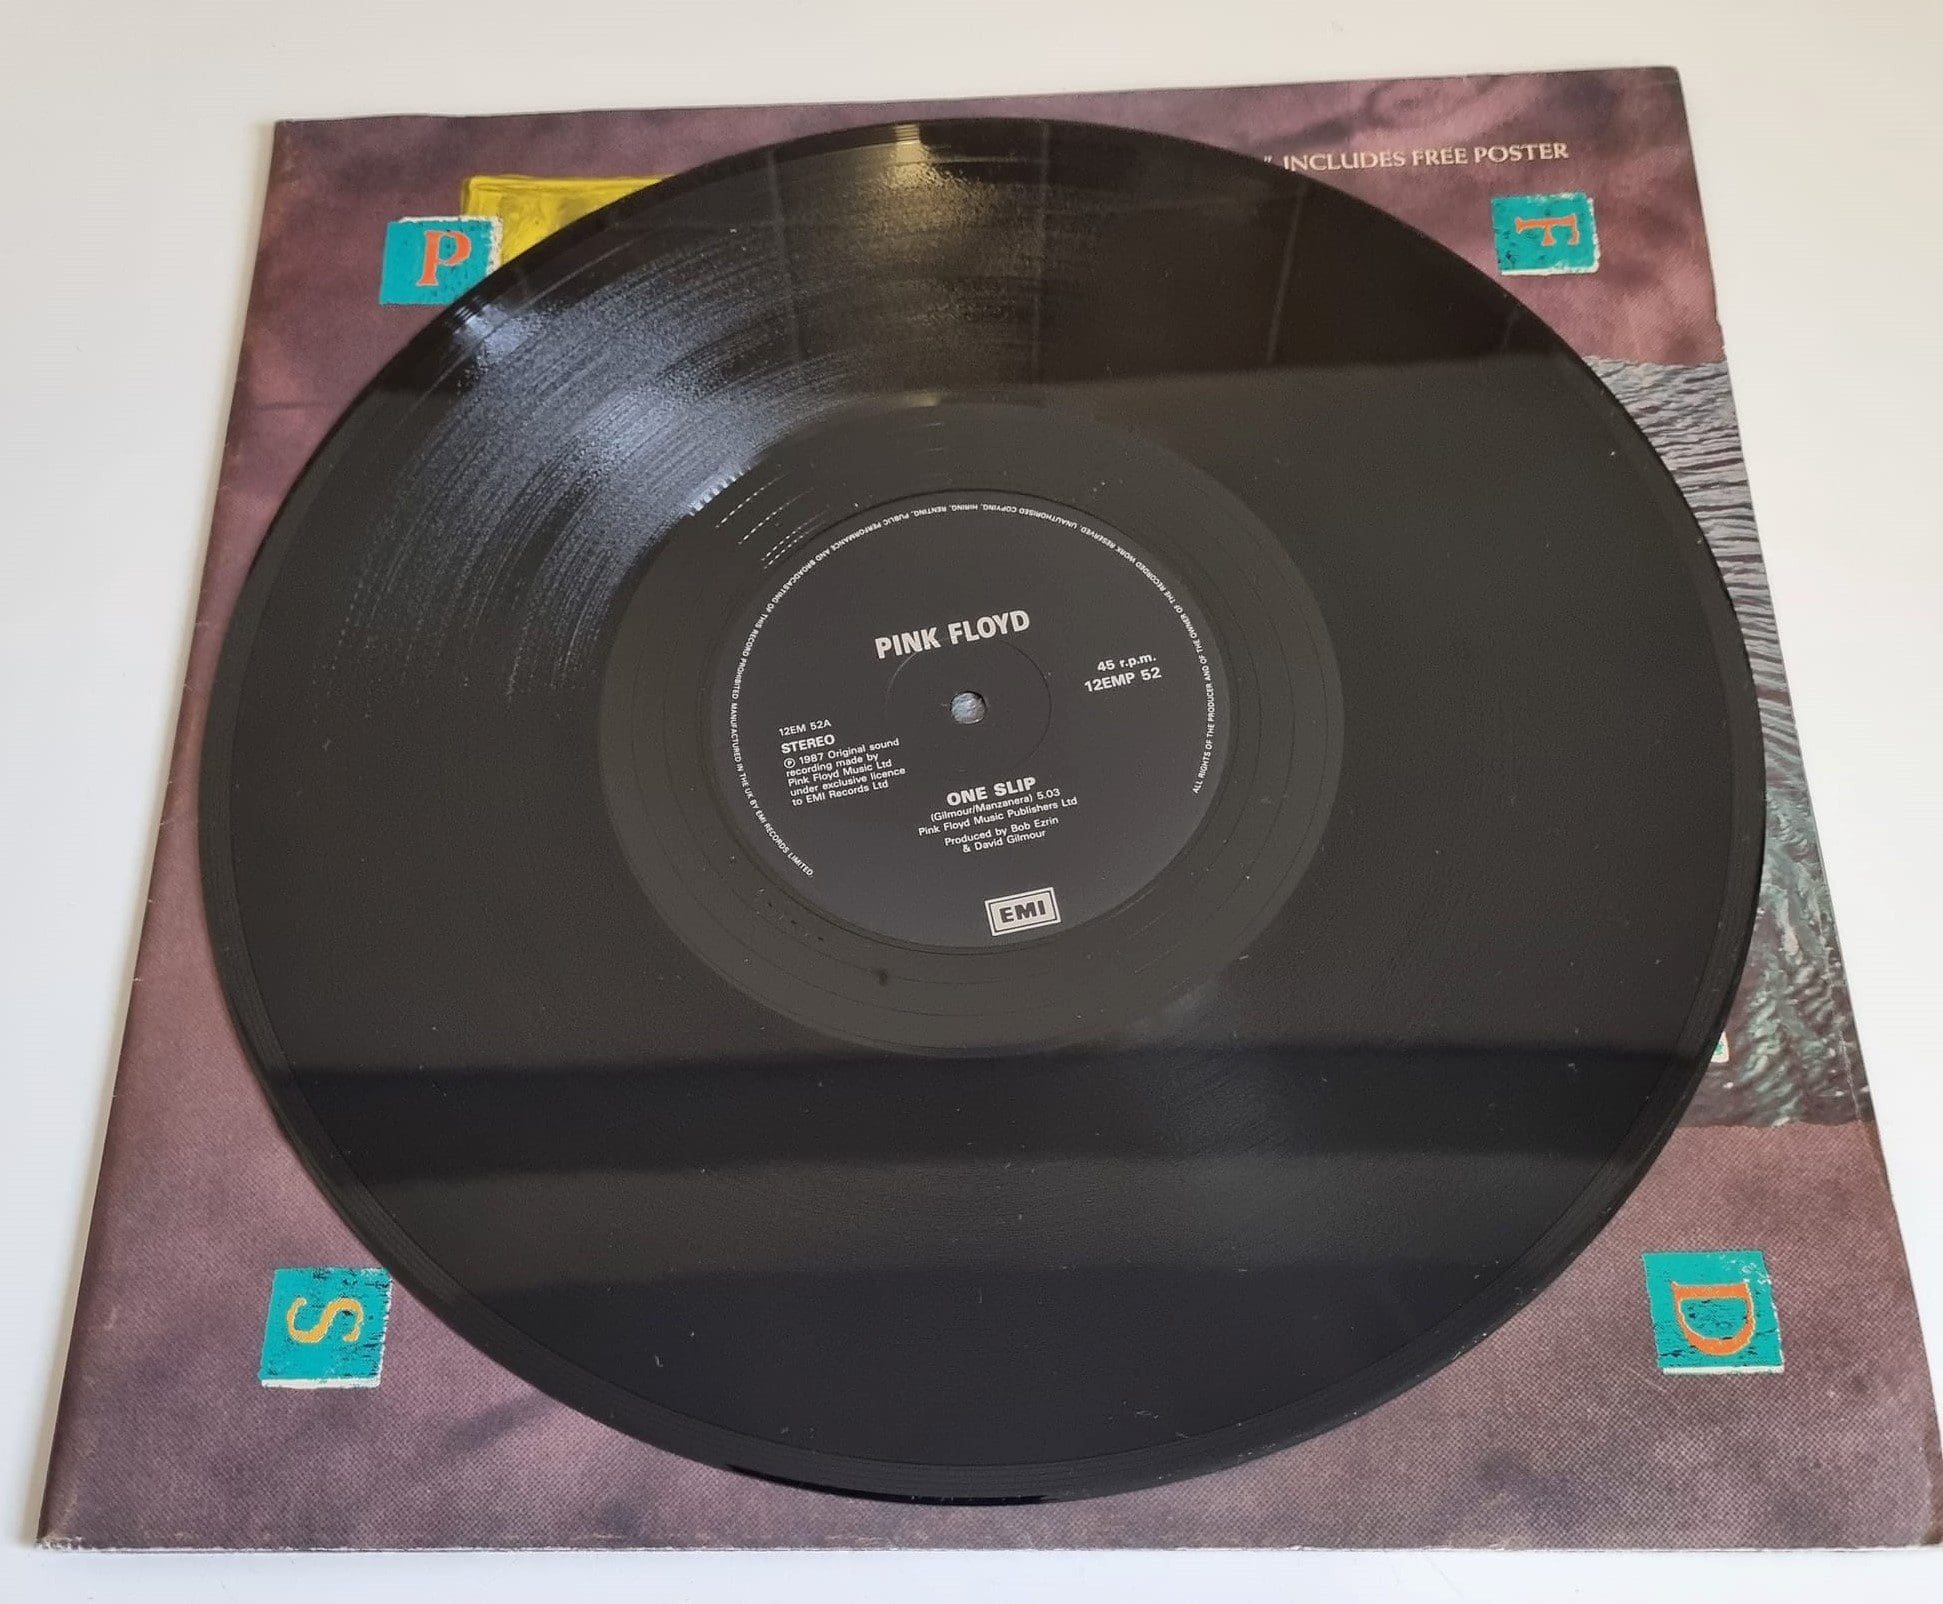 " INCLUDES FREE POSTER
P
F
ALL RIGHTS OF THE PRODUCER AND OF THE OWNER OF THE RECORDED WORK RESERVED. UNAUTHORISED COPYING, HIRING, RENTING, PUBLIC PERFORMANCE AND BROADCASTING OF THIS RECORD PROHIBITED. MANUFACTURED IN THE UK BY EMI RECORDS LIMITED.
PINK FLOYD
45 r.p.m.
12EMP 52
12EM 52A
STEREO
℗ 1987 Original sound
recording made by
Pink Floyd Music Ltd
under exclusive licence
to EMI Records Ltd
ONE SLIP
(Gilmour/Manzanera) 5.03
Pink Floyd Music Publishers Ltd
Produced by Bob Ezrin
& David Gilmour
EMI
S
D